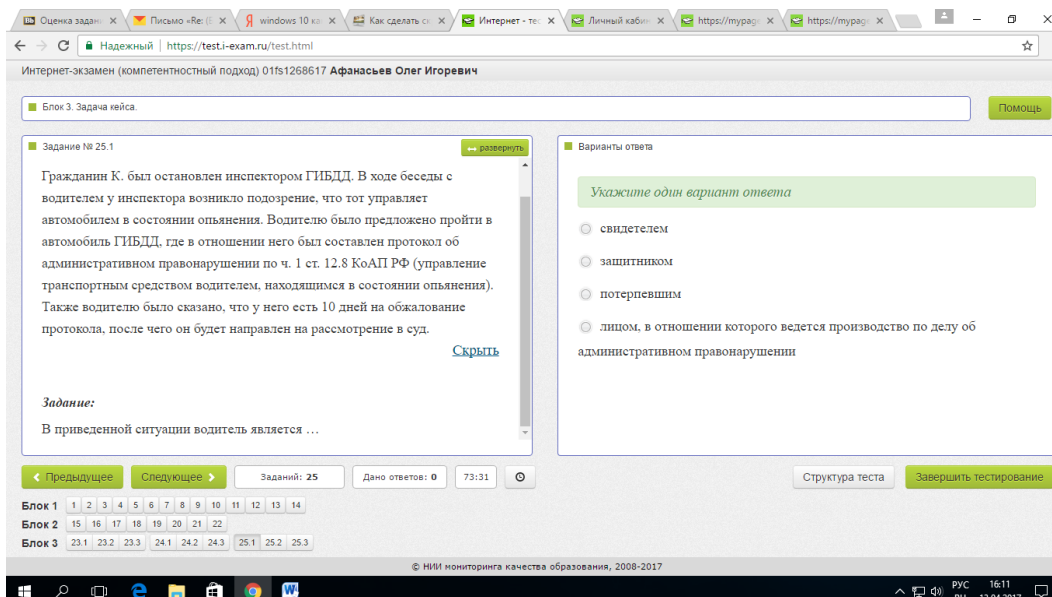 Оценка задан
Письмо «Re: (
windows 10 ка
Как сделать ск
Интернет - тес
Личный кабин
https://mypage
https://mypage
Надежный | https://test.i-exam.ru/test.html
Интернет-экзамен (компетентностный подход) 01fs1268617 Афанасьев Олег Игоревич
Блок 3. Задача кейса.
Помощь
Задание № 25.1
развернуть
Гражданин К. был остановлен инспектором ГИБДД. В ходе беседы с
водителем у инспектора возникло подозрение, что тот управляет
автомобилем в состоянии опьянения. Водителю было предложено пройти в
автомобиль ГИБДД, где в отношении него был составлен протокол об
административном правонарушении по ч. 1 ст. 12.8 КоАП РФ (управление
транспортным средством водителем, находящимся в состоянии опьянения).
Также водителю было сказано, что у него есть 10 дней на обжалование
протокола, после чего он будет направлен на рассмотрение в суд.
Скрыть
Задание:
В приведенной ситуации водитель является …
Варианты ответа
Укажите один вариант ответа
свидетелем
защитником
потерпевшим
лицом, в отношении которого ведется производство по делу об
административном правонарушении
Предыдущее
Следующее
Заданий: 25
Дано ответов: 0
73:31
Структура теста
Завершить тестирование
Блок 1 1 2 3 4 5 6 7 8 9 10 11 12 13 14
Блок 2 15 16 17 18 19 20 21 22
Блок 3 23.1 23.2 23.3 24.1 24.2 24.3 25.1 25.2 25.3
© НИИ мониторинга качества образования, 2008-2017
РУС
16:11